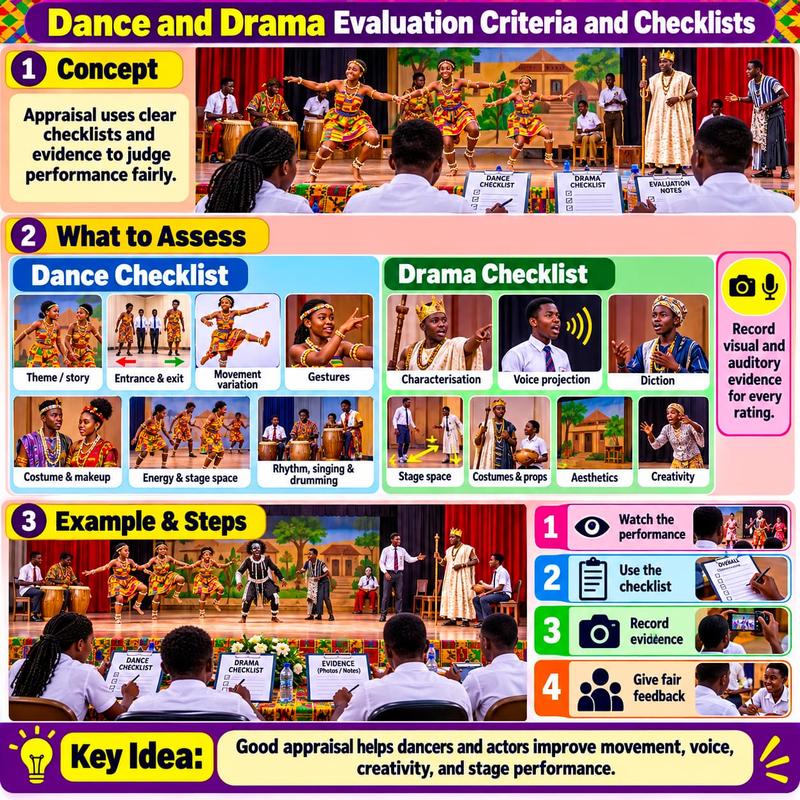 Dance and Drama Evaluation Criteria and Checklists
1 Concept
Appraisal uses clear
checklists and
evidence to judge
performance fairly.
DANCE
CHECKLIST
DRAMA
CHECKLIST
EVALUATION
NOTES
2 What to Assess
Dance Checklist
Theme / story
Entrance & exit
Movement
variation
Gestures
Costume & makeup
Energy & stage space
Rhythm, singing &
drumming
Drama Checklist
Characterisation
Voice projection
Diction
Stage space
Costumes & props
Aesthetics
Creativity
Record
visual and
auditory
evidence
for every
rating.
3 Example & Steps
DANCE
CHECKLIST
DRAMA
CHECKLIST
EVIDENCE
(Photos / Notes)
1 Watch the
performance
2 Use the
checklist
OVERALL
3 Record
evidence
4 Give fair
feedback
Key Idea:
Good appraisal helps dancers and actors improve movement, voice,
creativity, and stage performance.